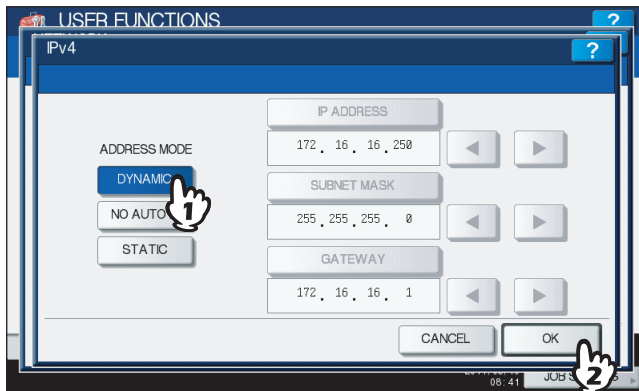 USER FUNCTIONS
?
IPv4
?
ADDRESS MODE
DYNAMIC
1
NO AUTO
STATIC
IP ADDRESS
172. 16. 16. 250
SUBNET MASK
255. 255. 255. 0
GATEWAY
172. 16. 16. 1
CANCEL
OK
2
08:41
JOB S